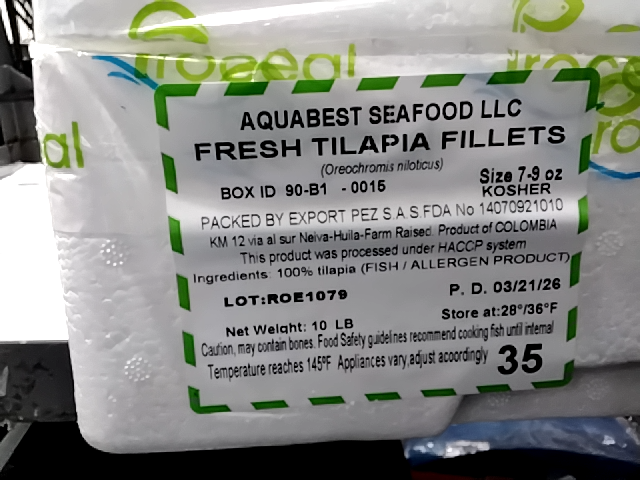 roseal
al
AQUABEST SEAFOOD LLC
FRESH TILAPIA FILLETS
(Oreochromis niloticus)
Size 7-9 oz
BOX ID 90-B1 - 0015
KOSHER
PACKED BY EXPORT PEZ S.A.S.FDA No 14070921010
KM 12 via al sur Neiva-Huila-Farm Raised. Product of COLOMBIA
This product was processed under HACCP system
Ingredients: 100% tilapia (FISH / ALLERGEN PRODUCT)
LOT:ROE1079
P. D. 03/21/26
Store at:28°/36°F
Net Weight: 10 LB
Caution, may contain bones. Food Safety guidelines recommend cooking fish until internal
Temperature reaches 145ºF Appliances vary,adjust acoordingly
35